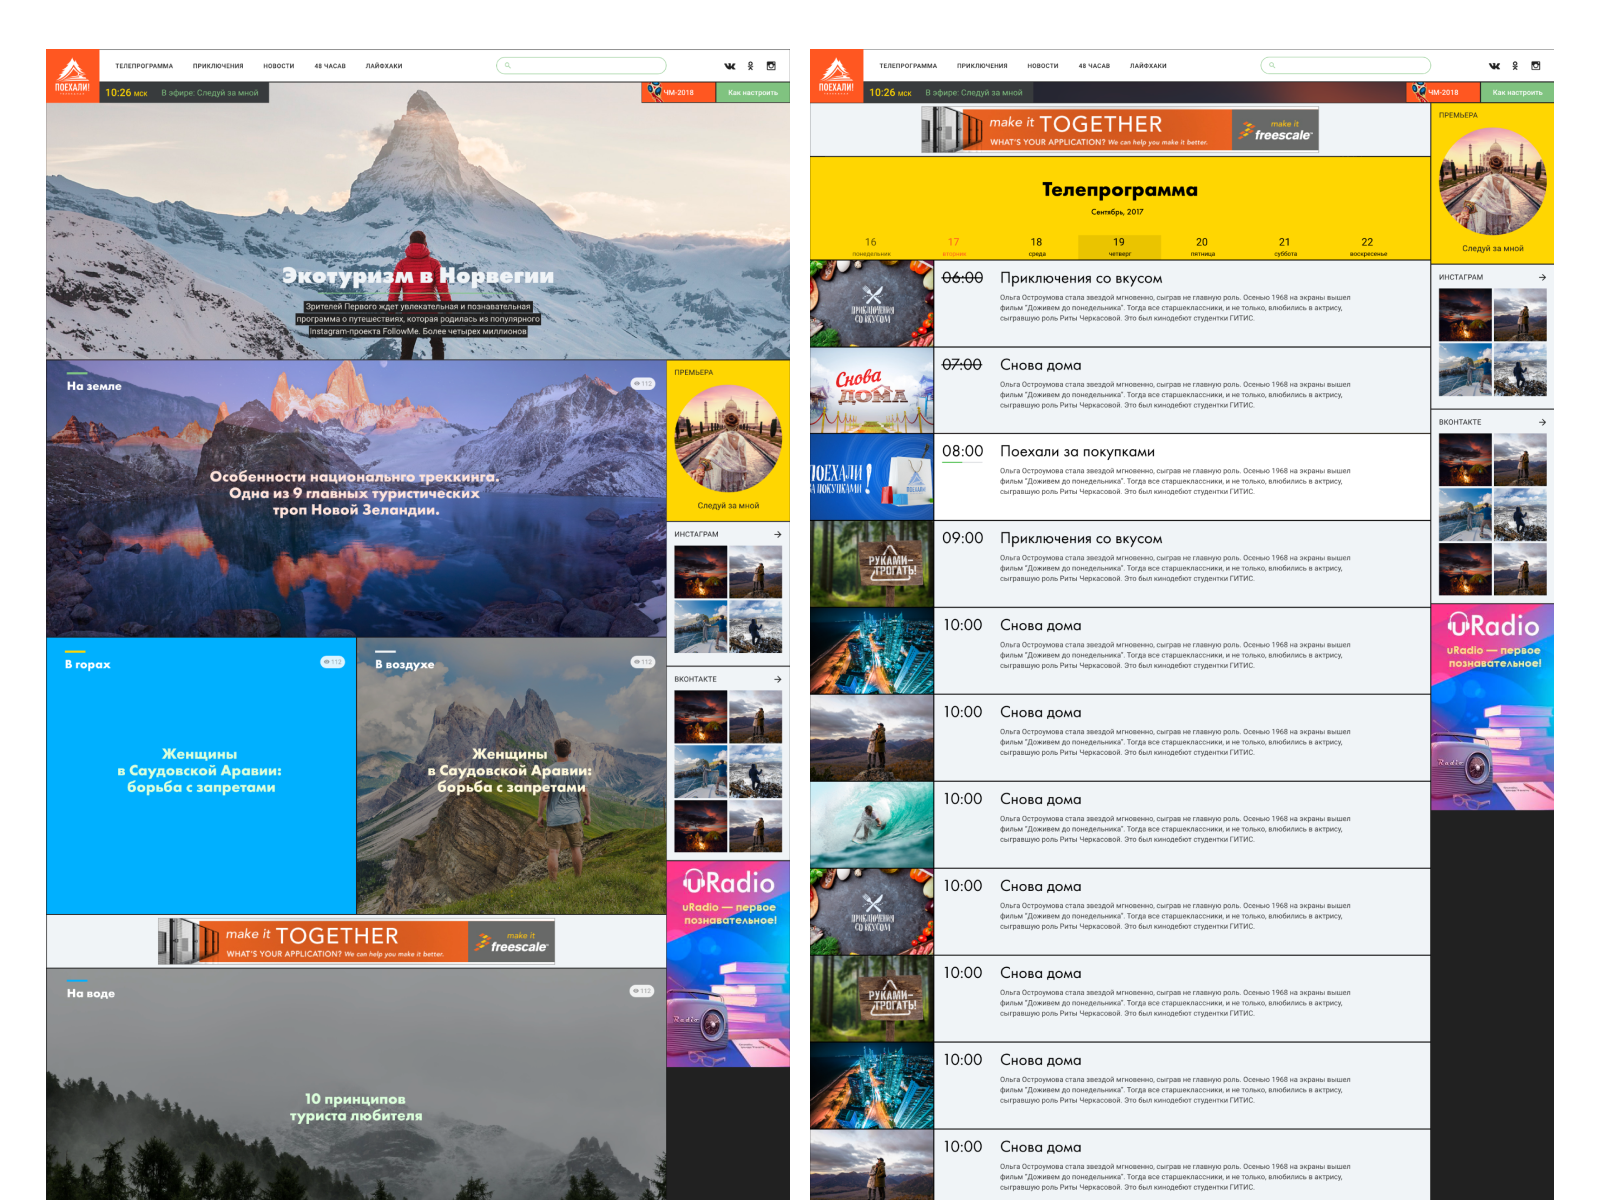 ПОЕХАЛИ!
ТЕЛЕПРОГРАММА
ПРИКЛЮЧЕНИЯ
НОВОСТИ
48 ЧАСАВ
ЛАЙФХАКИ
10:26 МСК
В эфире: Следуй за мной
ЧМ-2018
Как настроить
Экотуризм в Норвегии
Зрителей Первого ждет увлекательная и познавательная
программа о путешествиях, которая родилась из популярного
instagram-проекта FollowMe. Более четырех миллионов
На земле
112
Особенности национальнго треккинга.
Одна из 9 главных туристических
троп Новой Зеландии.
ПРЕМЬЕРА
Следуй за мной
ИНСТАГРАМ
ВКОНТАКТЕ
В горах
112
Женщины
в Саудовской Аравии:
борьба с запретами
В воздухе
112
Женщины
в Саудовской Аравии:
борьба с запретами
uRadio
uRadio — первое
познавательное!
Radio
make it TOGETHER
WHAT'S YOUR APPLICATION? We can help you make it better.
make it
freescale
На воде
112
10 принципов
туриста любителя
ПОЕХАЛИ!
ТЕЛЕПРОГРАММА
ПРИКЛЮЧЕНИЯ
НОВОСТИ
48 ЧАСАВ
ЛАЙФХАКИ
10:26 МСК
В эфире: Следуй за мной
ЧМ-2018
Как настроить
make it TOGETHER
WHAT'S YOUR APPLICATION? We can help you make it better.
make it
freescale
Телепрограмма
Сентябрь, 2017
16
понедельник
17
вторник
18
среда
19
четверг
20
пятница
21
суббота
22
воскресенье
ПРИКЛЮЧЕНИЯ
СО ВКУСОМ
06:00
Приключения со вкусом
Ольга Остроумова стала звездой мгновенно, сыграв не главную роль. Осенью 1968 на экраны вышел
фильм "Доживем до понедельника". Тогда все старшеклассники, и не только, влюбились в актрису,
сыгравшую роль Риты Черкасовой. Это был кинодебют студентки ГИТИС.
Снова
ДОМА
07:00
Снова дома
Ольга Остроумова стала звездой мгновенно, сыграв не главную роль. Осенью 1968 на экраны вышел
фильм "Доживем до понедельника". Тогда все старшеклассники, и не только, влюбились в актрису,
сыгравшую роль Риты Черкасовой. Это был кинодебют студентки ГИТИС.
ПОЕХАЛИ!
ЗА ПОКУПКАМИ
08:00
Поехали за покупками
Ольга Остроумова стала звездой мгновенно, сыграв не главную роль. Осенью 1968 на экраны вышел
фильм "Доживем до понедельника". Тогда все старшеклассники, и не только, влюбились в актрису,
сыгравшую роль Риты Черкасовой. Это был кинодебют студентки ГИТИС.
РУКАМИ-
ТРОГАТЬ!
09:00
Приключения со вкусом
Ольга Остроумова стала звездой мгновенно, сыграв не главную роль. Осенью 1968 на экраны вышел
фильм "Доживем до понедельника". Тогда все старшеклассники, и не только, влюбились в актрису,
сыгравшую роль Риты Черкасовой. Это был кинодебют студентки ГИТИС.
10:00
Снова дома
Ольга Остроумова стала звездой мгновенно, сыграв не главную роль. Осенью 1968 на экраны вышел
фильм "Доживем до понедельника". Тогда все старшеклассники, и не только, влюбились в актрису,
сыгравшую роль Риты Черкасовой. Это был кинодебют студентки ГИТИС.
10:00
Снова дома
Ольга Остроумова стала звездой мгновенно, сыграв не главную роль. Осенью 1968 на экраны вышел
фильм "Доживем до понедельника". Тогда все старшеклассники, и не только, влюбились в актрису,
сыгравшую роль Риты Черкасовой. Это был кинодебют студентки ГИТИС.
10:00
Снова дома
Ольга Остроумова стала звездой мгновенно, сыграв не главную роль. Осенью 1968 на экраны вышел
фильм "Доживем до понедельника". Тогда все старшеклассники, и не только, влюбились в актрису,
сыгравшую роль Риты Черкасовой. Это был кинодебют студентки ГИТИС.
ПРИКЛЮЧЕНИЯ
СО ВКУСОМ
10:00
Снова дома
Ольга Остроумова стала звездой мгновенно, сыграв не главную роль. Осенью 1968 на экраны вышел
фильм "Доживем до понедельника". Тогда все старшеклассники, и не только, влюбились в актрису,
сыгравшую роль Риты Черкасовой. Это был кинодебют студентки ГИТИС.
РУКАМИ-
ТРОГАТЬ!
10:00
Снова дома
Ольга Остроумова стала звездой мгновенно, сыграв не главную роль. Осенью 1968 на экраны вышел
фильм "Доживем до понедельника". Тогда все старшеклассники, и не только, влюбились в актрису,
сыгравшую роль Риты Черкасовой. Это был кинодебют студентки ГИТИС.
10:00
Снова дома
Ольга Остроумова стала звездой мгновенно, сыграв не главную роль. Осенью 1968 на экраны вышел
фильм "Доживем до понедельника". Тогда все старшеклассники, и не только, влюбились в актрису,
сыгравшую роль Риты Черкасовой. Это был кинодебют студентки ГИТИС.
10:00
Снова дома
Ольга Остроумова стала звездой мгновенно, сыграв не главную роль. Осенью 1968 на экраны вышел
фильм "Доживем до понедельника". Тогда все старшеклассники, и не только, влюбились в актрису,
сыгравшую роль Риты Черкасовой. Это был кинодебют студентки ГИТИС.
ПРЕМЬЕРА
Следуй за мной
ИНСТАГРАМ
ВКОНТАКТЕ
uRadio
uRadio — первое
познавательное!
Radio